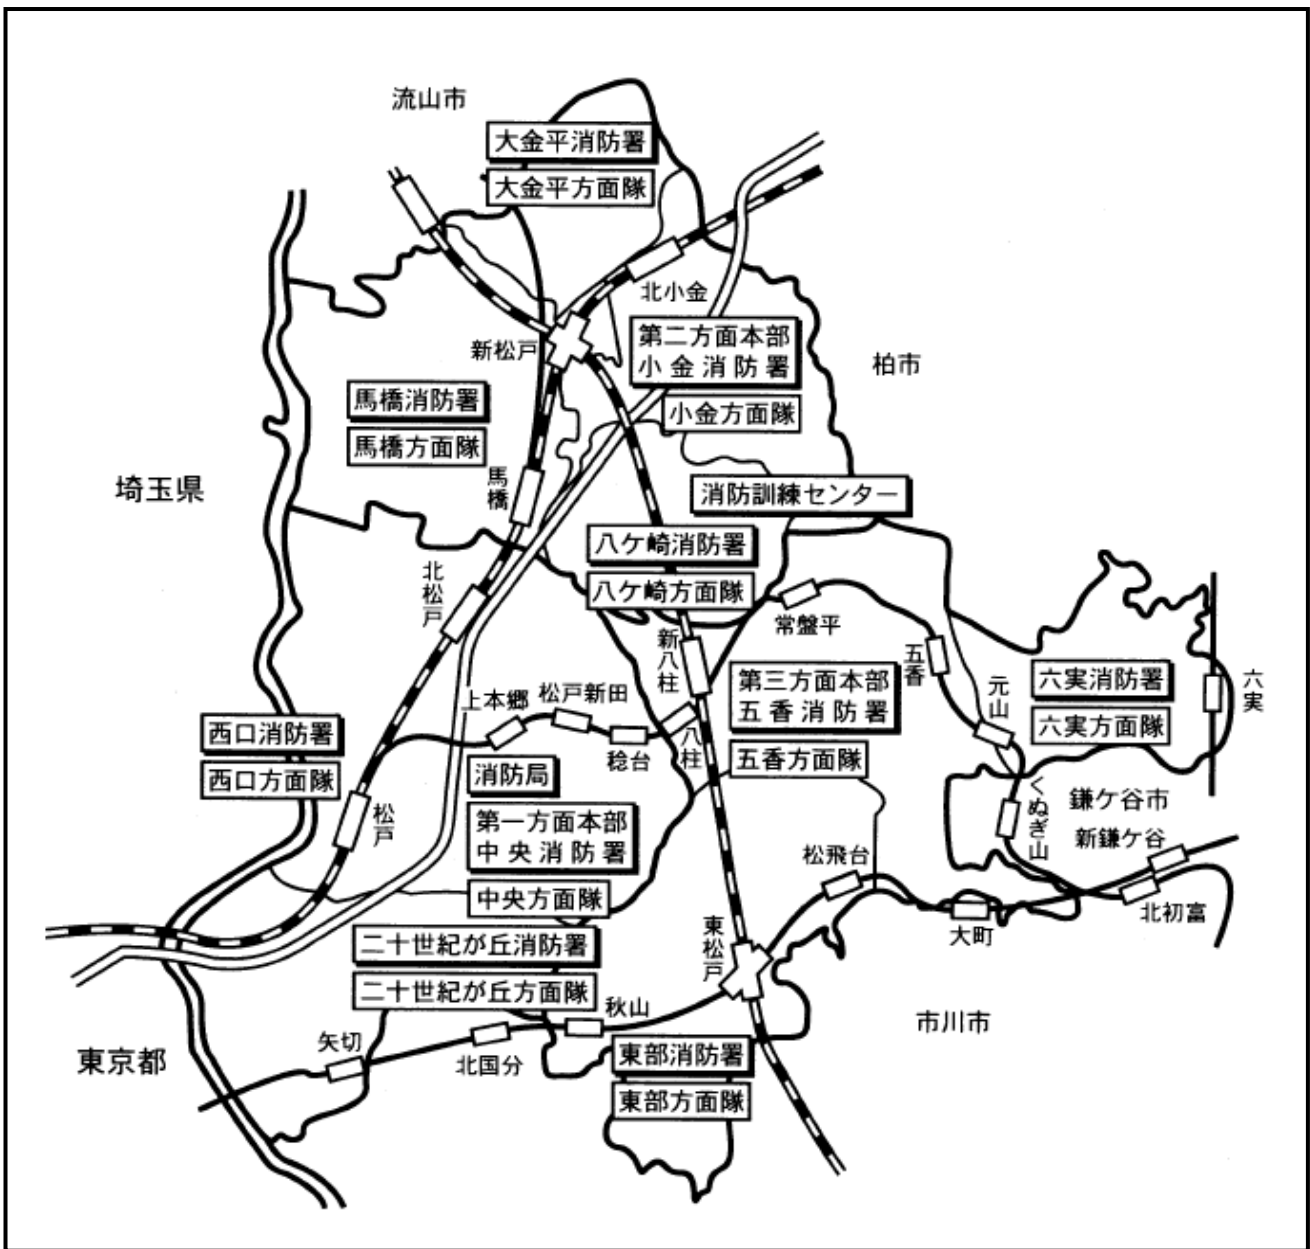 流山市
大金平消防署
大金平方面隊
北小金
新松戸
第二方面本部
小金消防署
小金方面隊
柏市
馬橋消防署
馬橋方面隊
馬橋
埼玉県
消防訓練センター
八ケ崎消防署
八ケ崎方面隊
北松戸
常盤平
新八柱
五香
元山
六実消防署
六実方面隊
六実
第三方面本部
五香消防署
五香方面隊
上本郷
松戸新田
稔台
八柱
西口消防署
西口方面隊
松戸
消防局
第一方面本部
中央消防署
中央方面隊
くぬぎ山
鎌ケ谷市
新鎌ケ谷
北初富
松飛台
大町
東松戸
二十世紀が丘消防署
二十世紀が丘方面隊
秋山
北国分
矢切
東京都
市川市
東部消防署
東部方面隊